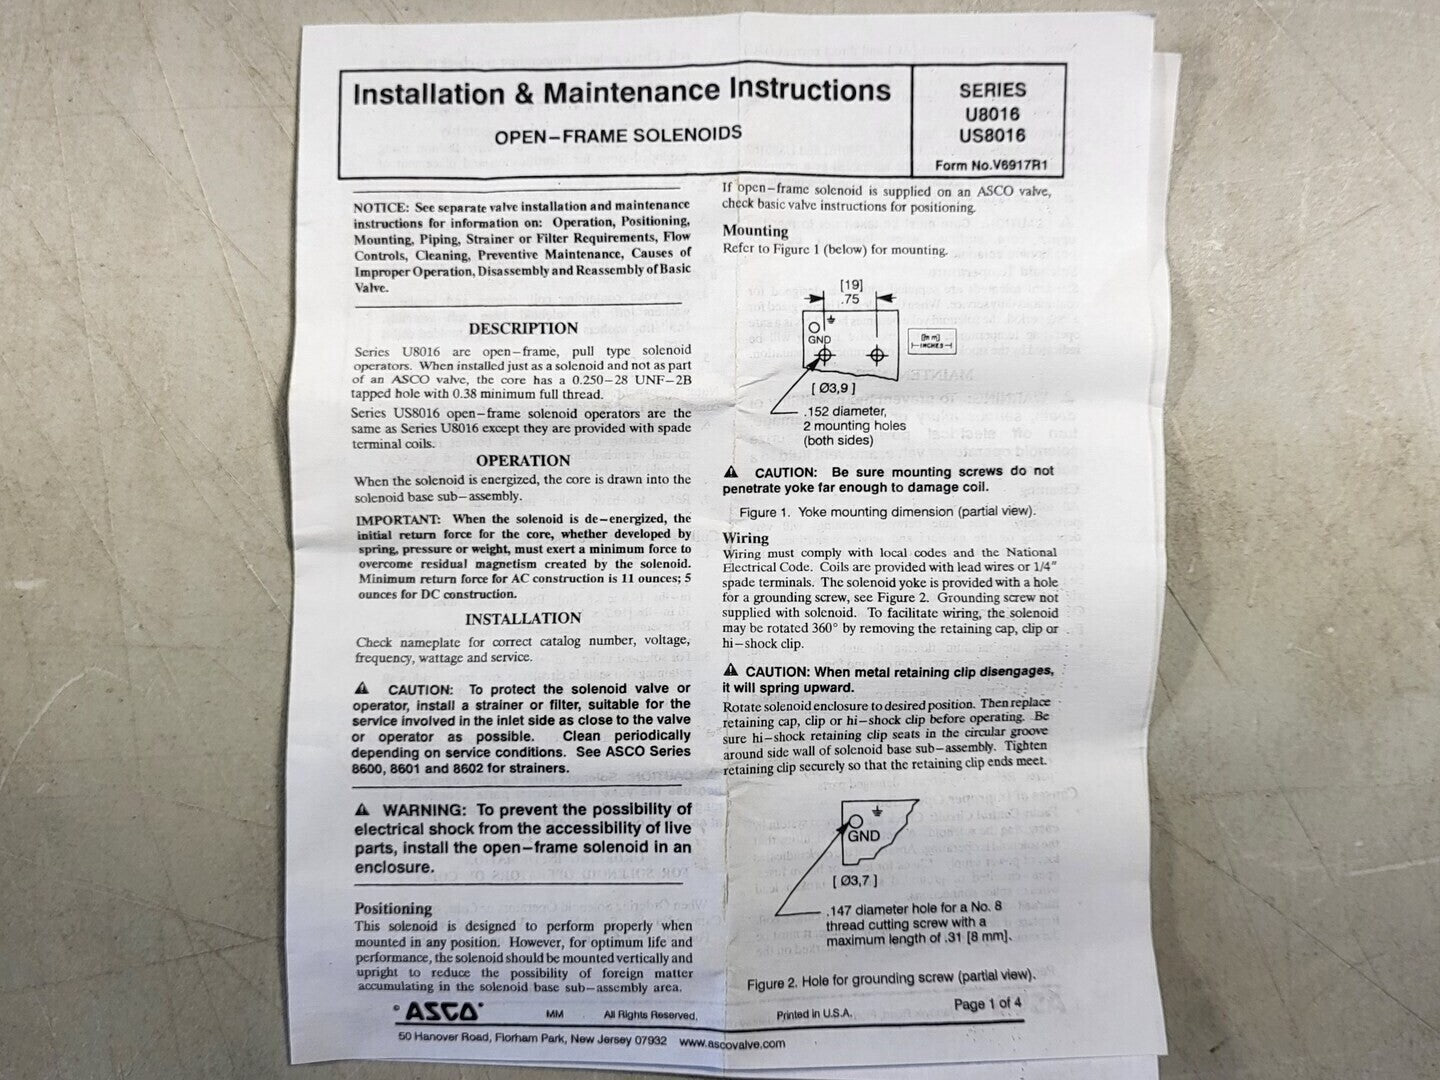 Installation & Maintenance Instructions
OPEN−FRAME SOLENOIDS
SERIES
U8016
US8016
Form No.V6917R1
NOTICE: See separate valve installation and maintenance
instructions for information on: Operation, Positioning,
Mounting, Piping, Strainer or Filter Requirements, Flow
Controls, Cleaning, Preventive Maintenance, Causes of
Improper Operation, Disassembly and Reassembly of Basic
Valve.
DESCRIPTION
Series U8016 are open−frame, pull type solenoid
operators. When installed just as a solenoid and not as part
of an ASCO valve, the core has a 0.250−28 UNF−2B
tapped hole with 0.38 minimum full thread.
Series US8016 open−frame solenoid operators are the
same as Series U8016 except they are provided with spade
terminal coils.
OPERATION
When the solenoid is energized, the core is drawn into the
solenoid base sub−assembly.
IMPORTANT: When the solenoid is de−energized, the
initial return force for the core, whether developed by
spring, pressure or weight, must exert a minimum force to
overcome residual magnetism created by the solenoid.
Minimum return force for AC construction is 11 ounces; 5
ounces for DC construction.
INSTALLATION
Check nameplate for correct catalog number, voltage,
frequency, wattage and service.
⚠ CAUTION: To protect the solenoid valve or
operator, install a strainer or filter, suitable for the
service involved in the inlet side as close to the valve
or operator as possible. Clean periodically
depending on service conditions. See ASCO Series
8600, 8601 and 8602 for strainers.
⚠ WARNING: To prevent the possibility of
electrical shock from the accessibility of live
parts, install the open−frame solenoid in an
enclosure.
Positioning
This solenoid is designed to perform properly when
mounted in any position. However, for optimum life and
performance, the solenoid should be mounted vertically and
upright to reduce the possibility of foreign matter
accumulating in the solenoid base sub−assembly area.
If open−frame solenoid is supplied on an ASCO valve,
check basic valve instructions for positioning.
Mounting
Refer to Figure 1 (below) for mounting.
[19]
.75
GND
[mm]
INCHES
[ Ø3,9 ]
.152 diameter,
2 mounting holes
(both sides)
⚠ CAUTION: Be sure mounting screws do not
penetrate yoke far enough to damage coil.
Figure 1. Yoke mounting dimension (partial view).
Wiring
Wiring must comply with local codes and the National
Electrical Code. Coils are provided with lead wires or 1/4″
spade terminals. The solenoid yoke is provided with a hole
for a grounding screw, see Figure 2. Grounding screw not
supplied with solenoid. To facilitate wiring, the solenoid
may be rotated 360° by removing the retaining cap, clip or
hi−shock clip.
⚠ CAUTION: When metal retaining clip disengages,
it will spring upward.
Rotate solenoid enclosure to desired position. Then replace
retaining cap, clip or hi−shock clip before operating. Be
sure hi−shock retaining clip seats in the circular groove
around side wall of solenoid base sub−assembly. Tighten
retaining clip securely so that the retaining clip ends meet.
GND
[ Ø3,7 ]
.147 diameter hole for a No. 8
thread cutting screw with a
maximum length of .31 [8 mm].
Figure 2. Hole for grounding screw (partial view).
© ASCO® MM All Rights Reserved. Printed in U.S.A. Page 1 of 4
50 Hanover Road, Florham Park, New Jersey 07932 www.ascovalve.com